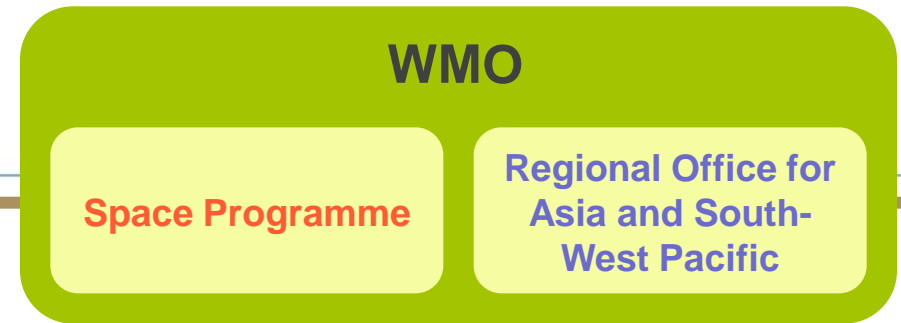 WMO
Space Programme
Regional Office for
Asia and South-
West Pacific